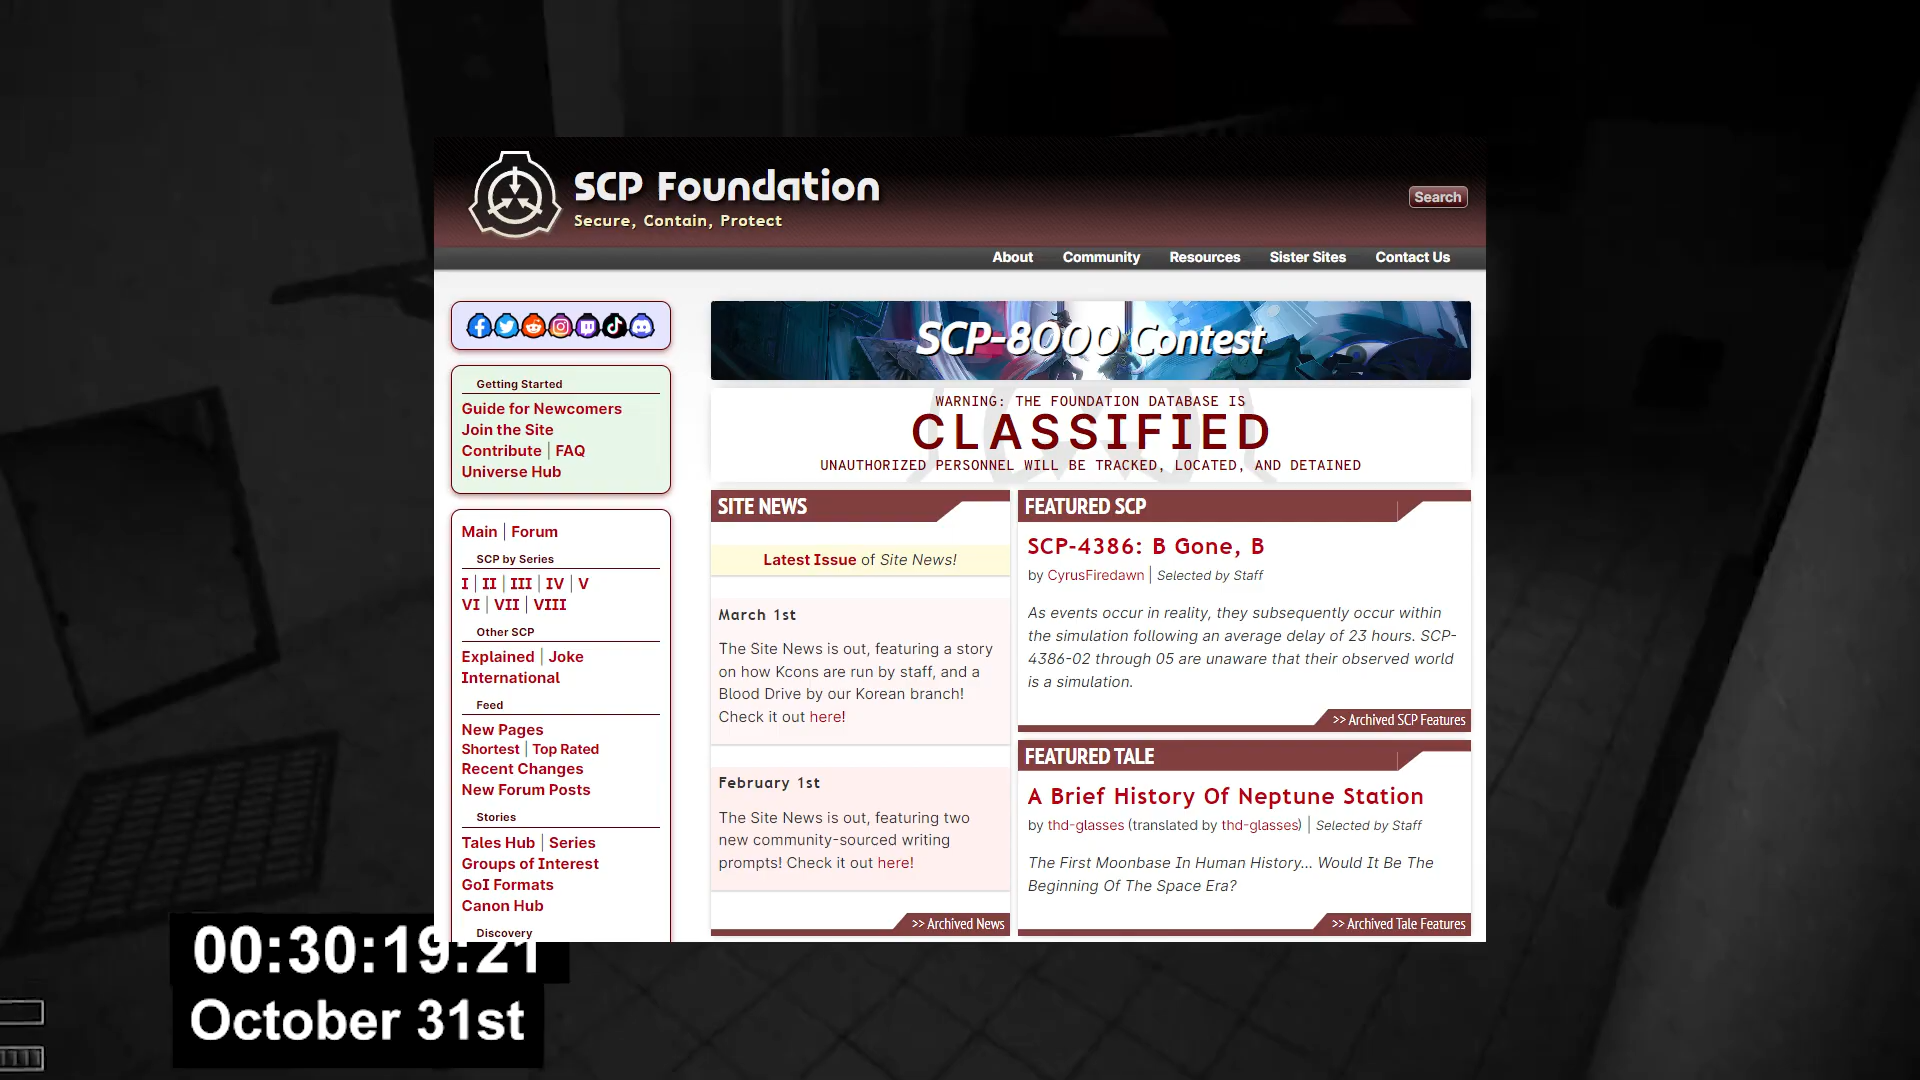 SCP Foundation
Secure, Contain, Protect
Search
About
Community
Resources
Sister Sites
Contact Us
Getting Started
Guide for Newcomers
Join the Site
Contribute | FAQ
Universe Hub
Main | Forum
SCP by Series
I | II | III | IV | V
VI | VII | VIII
Other SCP
Explained | Joke
International
Feed
New Pages
Shortest | Top Rated
Recent Changes
New Forum Posts
Stories
Tales Hub | Series
Groups of Interest
GoI Formats
Canon Hub
Discovery
SCP-8000 Contest
WARNING: THE FOUNDATION DATABASE IS
CLASSIFIED
UNAUTHORIZED PERSONNEL WILL BE TRACKED, LOCATED, AND DETAINED
SITE NEWS
Latest Issue of Site News!
March 1st
The Site News is out, featuring a story
on how Kcons are run by staff, and a
Blood Drive by our Korean branch!
Check it out here!
February 1st
The Site News is out, featuring two
new community-sourced writing
prompts! Check it out here!
>> Archived News
FEATURED SCP
SCP-4386: B Gone, B
by CyrusFiredawn | Selected by Staff
As events occur in reality, they subsequently occur within
the simulation following an average delay of 23 hours. SCP-
4386-02 through 05 are unaware that their observed world
is a simulation.
>> Archived SCP Features
FEATURED TALE
A Brief History Of Neptune Station
by thd-glasses (translated by thd-glasses) | Selected by Staff
The First Moonbase In Human History... Would It Be The
Beginning Of The Space Era?
>> Archived Tale Features
00:30:19:21
October 31st